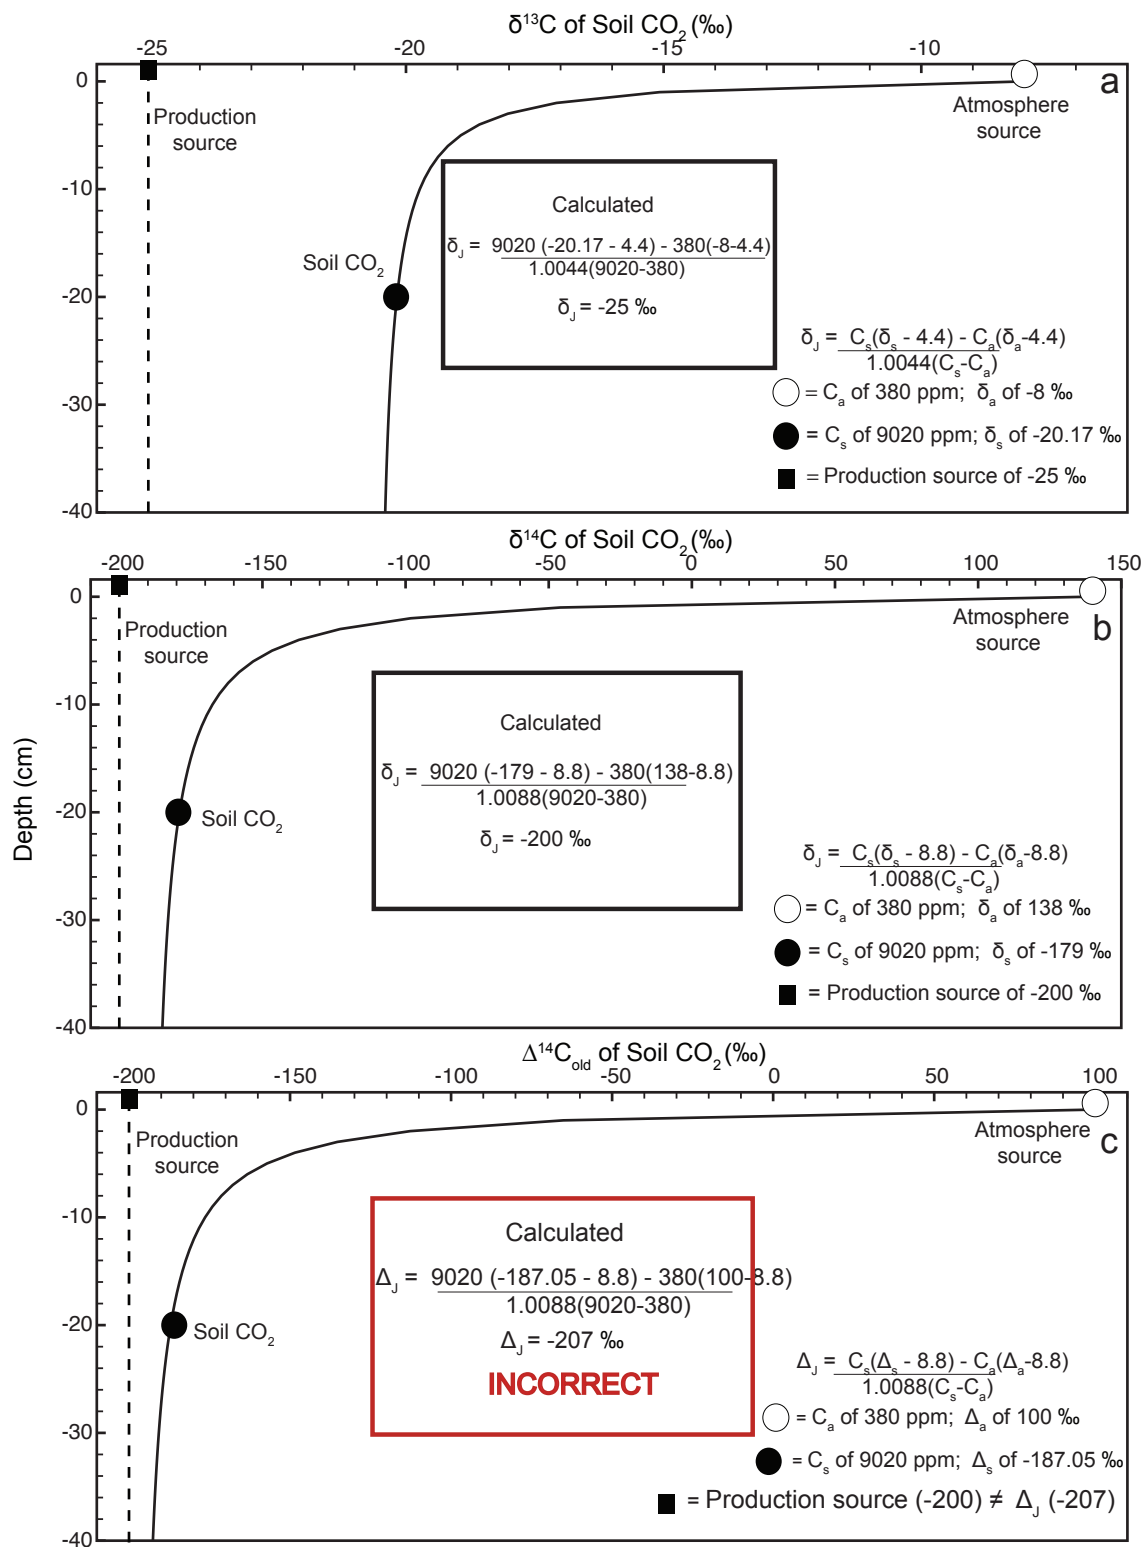 δ¹³C of Soil CO₂ (‰)
-25 -20 -15 -10
0
-10
-20
-30
-40
Production
source
Atmosphere
source
a
Soil CO₂
Calculated
δJ = 9020 (-20.17 - 4.4) - 380(-8-4.4)
1.0044(9020-380)
δJ = -25 ‰
δJ = Cₛ(δₛ - 4.4) - Cₐ(δₐ-4.4)
1.0044(Cₛ-Cₐ)
= Cₐ of 380 ppm; δₐ of -8 ‰
= Cₛ of 9020 ppm; δₛ of -20.17 ‰
= Production source of -25 ‰
δ¹⁴C of Soil CO₂ (‰)
-200 -150 -100 -50 0 50 100 150
0
-10
-20
-30
-40
Depth (cm)
Production
source
Atmosphere
source
b
Soil CO₂
Calculated
δJ = 9020 (-179 - 8.8) - 380(138-8.8)
1.0088(9020-380)
δJ = -200 ‰
δJ = Cₛ(δₛ - 8.8) - Cₐ(δₐ-8.8)
1.0088(Cₛ-Cₐ)
= Cₐ of 380 ppm; δₐ of 138 ‰
= Cₛ of 9020 ppm; δₛ of -179 ‰
= Production source of -200 ‰
Δ¹⁴Cold of Soil CO₂ (‰)
-200 -150 -100 -50 0 50 100
0
-10
-20
-30
-40
Production
source
Atmosphere
source
c
Soil CO₂
Calculated
ΔJ = 9020 (-187.05 - 8.8) - 380(100-8.8)
1.0088(9020-380)
ΔJ = -207 ‰
INCORRECT
ΔJ = Cₛ(Δₛ - 8.8) - Cₐ(Δₐ-8.8)
1.0088(Cₛ-Cₐ)
= Cₐ of 380 ppm; Δₐ of 100 ‰
= Cₛ of 9020 ppm; Δₛ of -187.05 ‰
= Production source (-200) ≠ ΔJ (-207)